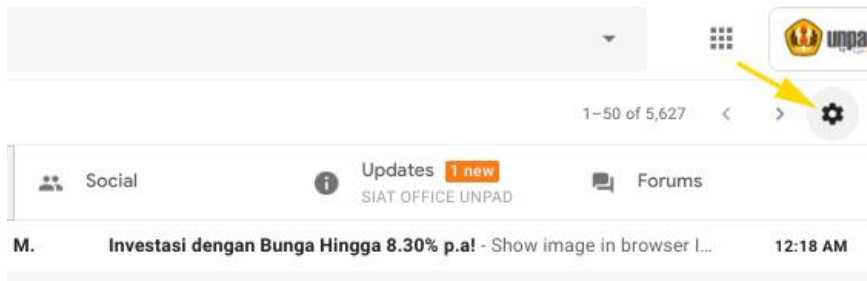 1–50 of 5,627
Social
Updates 1 new
SIAT OFFICE UNPAD
Forums
M. Investasi dengan Bunga Hingga 8.30% p.a! - Show image in browser I... 12:18 AM